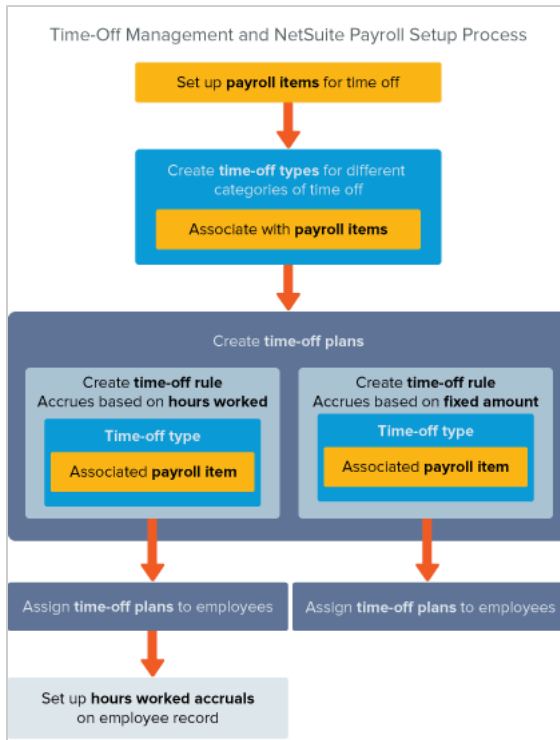 Time-Off Management and NetSuite Payroll Setup Process
Set up payroll items for time off
Create time-off types for different
categories of time off
Associate with payroll items
Create time-off plans
Create time-off rule
Accrues based on hours worked
Time-off type
Associated payroll item
Create time-off rule
Accrues based on fixed amount
Time-off type
Associated payroll item
Assign time-off plans to employees
Assign time-off plans to employees
Set up hours worked accruals
on employee record